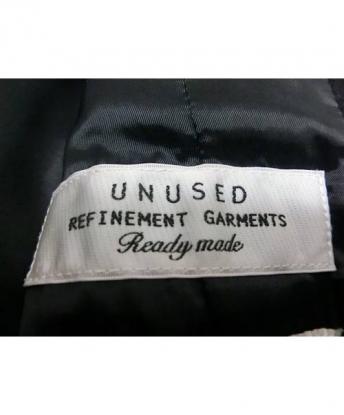 UNUSED
REFINEMENT GARMENTS
Ready made